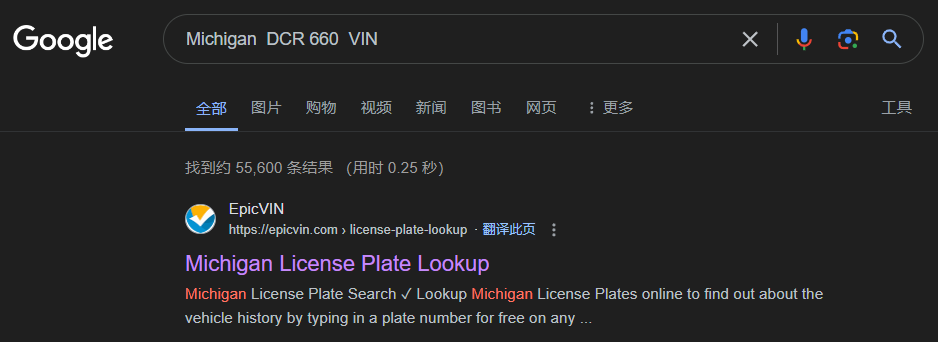 Google
Michigan  DCR 660  VIN
全部 图片 购物 视频 新闻 图书 网页 更多 工具
找到约 55,600 条结果 （用时 0.25 秒）
EpicVIN
https://epicvin.com › license-plate-lookup · 翻译此页
Michigan License Plate Lookup
Michigan License Plate Search ✓ Lookup Michigan License Plates online to find out about the
vehicle history by typing in a plate number for free on any ...